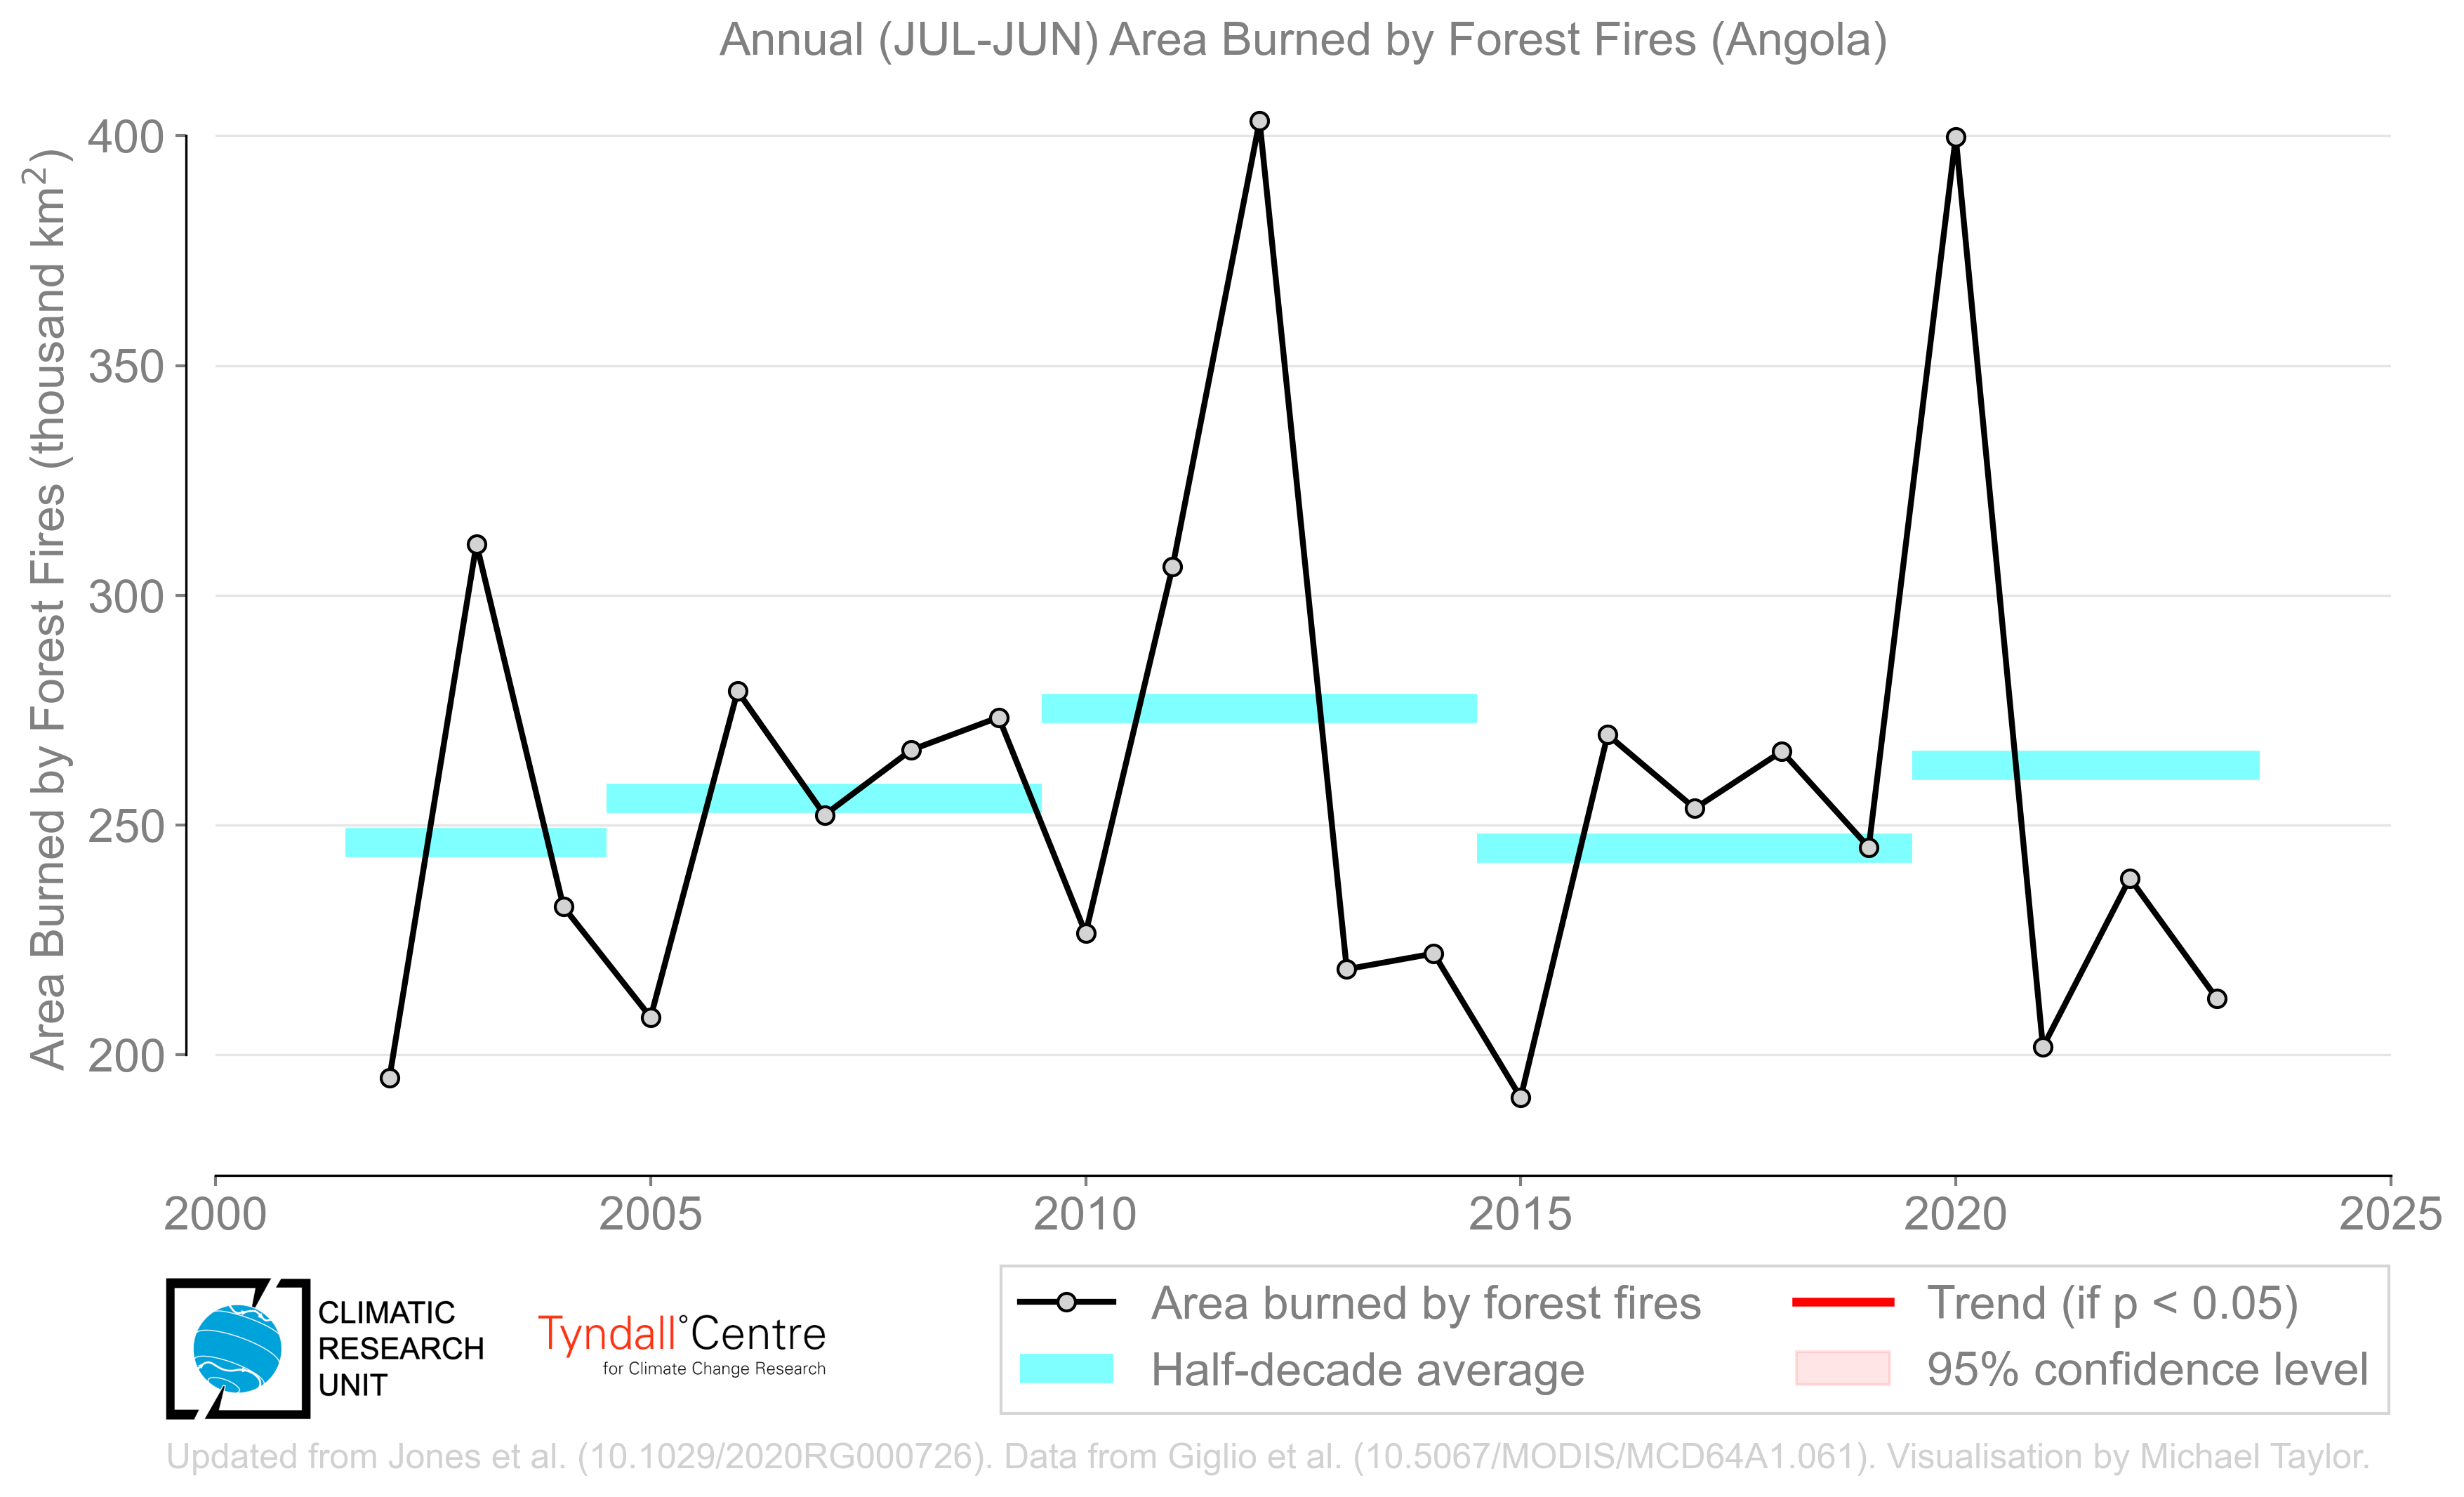 Annual (JUL-JUN) Area Burned by Forest Fires (Angola)
Area Burned by Forest Fires (thousand km²)
400
350
300
250
200
2000 2005 2010 2015 2020 2025
CLIMATIC
RESEARCH
UNIT
Tyndall°Centre
for Climate Change Research
Area burned by forest fires
Half-decade average
Trend (if p < 0.05)
95% confidence level
Updated from Jones et al. (10.1029/2020RG000726). Data from Giglio et al. (10.5067/MODIS/MCD64A1.061). Visualisation by Michael Taylor.